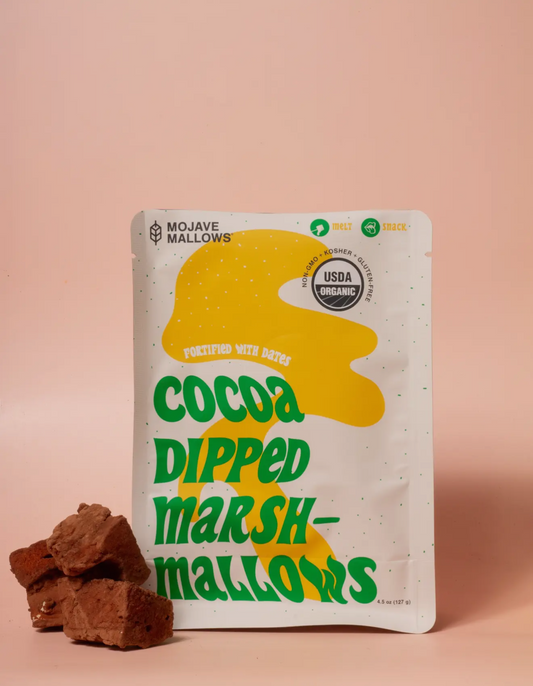 MOJAVE
MALLOWS
melt
snack
NON-GMO • KOSHER • GLUTEN-FREE
USDA
ORGANIC
FORTIFIED WITH DATES
COCOA
DIPPED
MARSH-
MALLOWS
4.5 oz (127 g)